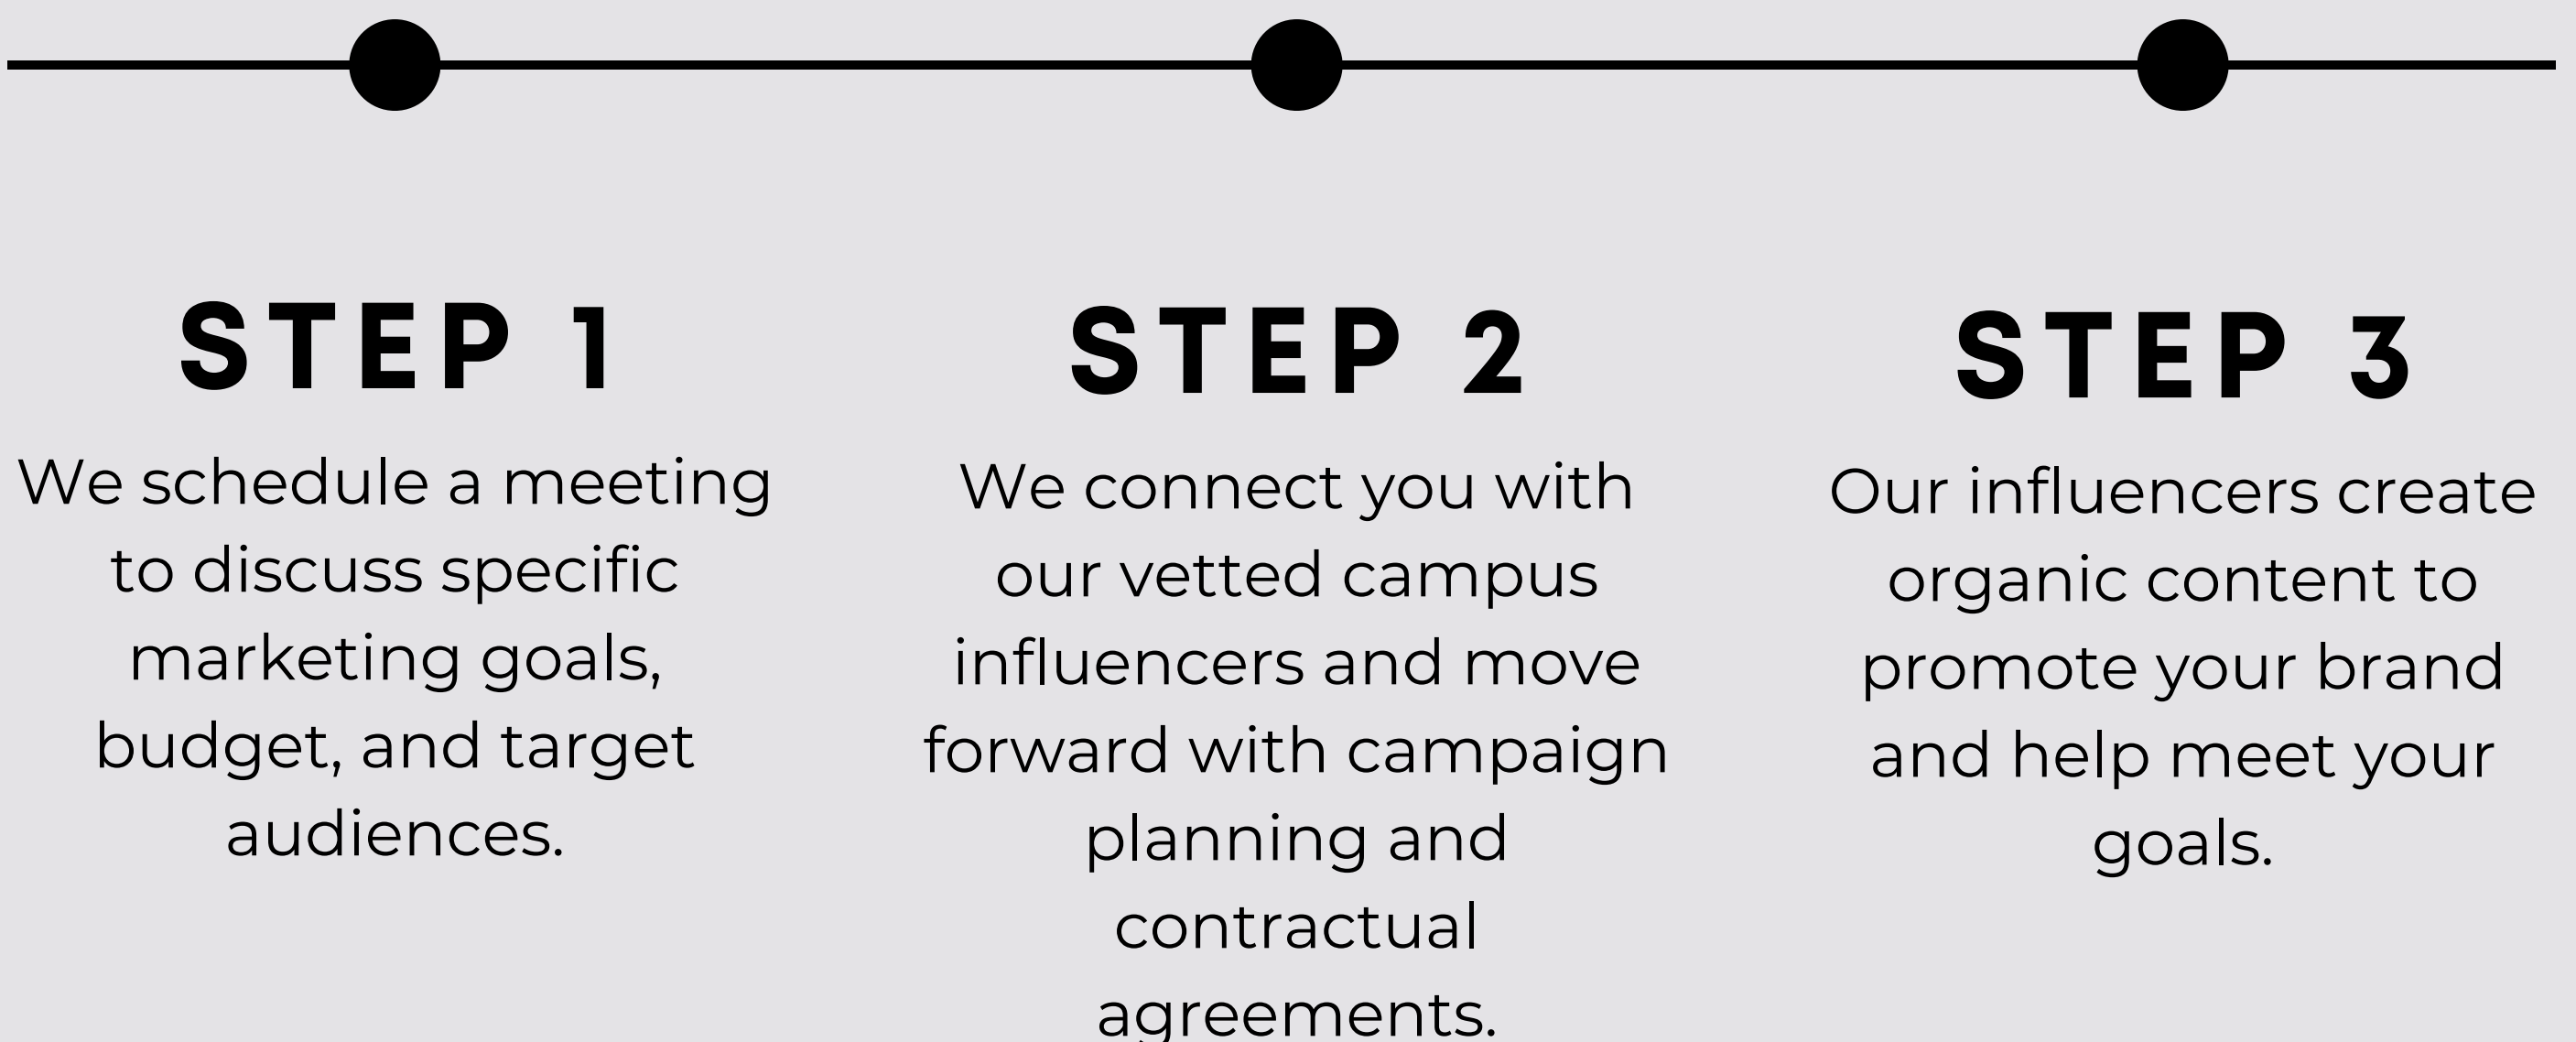 STEP 1
We schedule a meeting
to discuss specific
marketing goals,
budget, and target
audiences.
STEP 2
We connect you with
our vetted campus
influencers and move
forward with campaign
planning and
contractual
agreements.
STEP 3
Our influencers create
organic content to
promote your brand
and help meet your
goals.